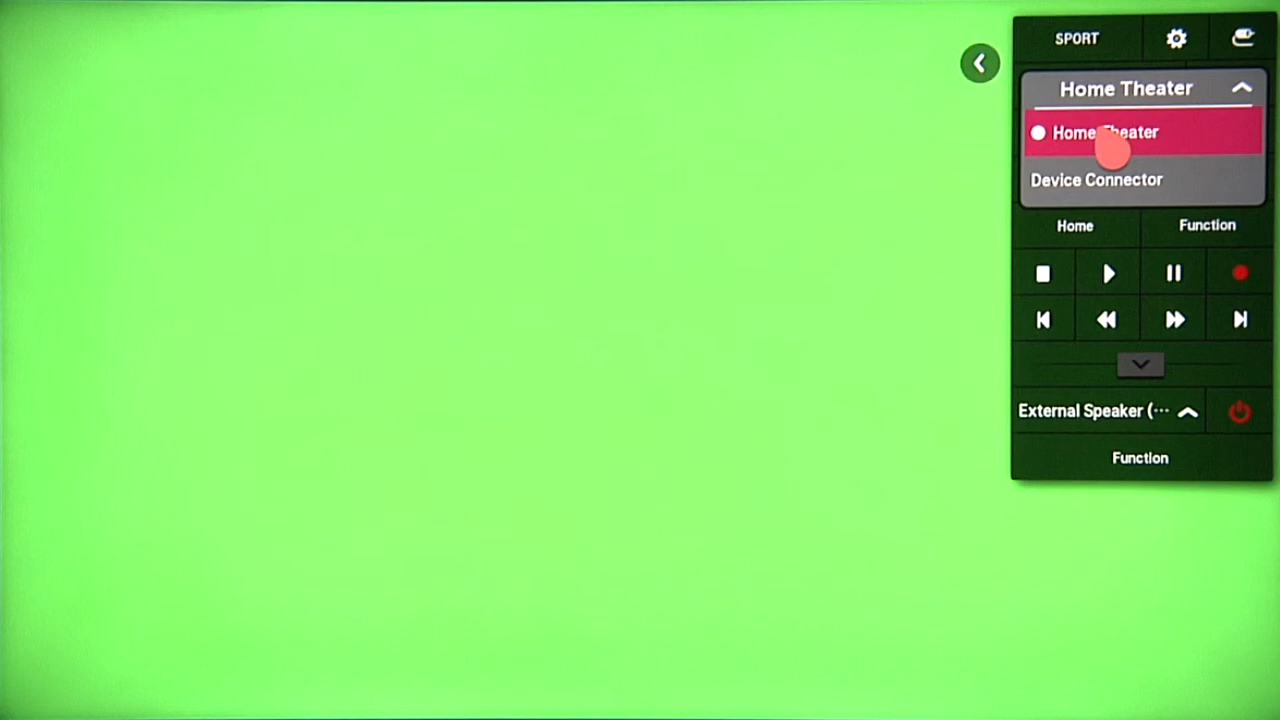 SPORT
Home Theater
Home Theater
Device Connector
Home
Function
External Speaker (···
Function